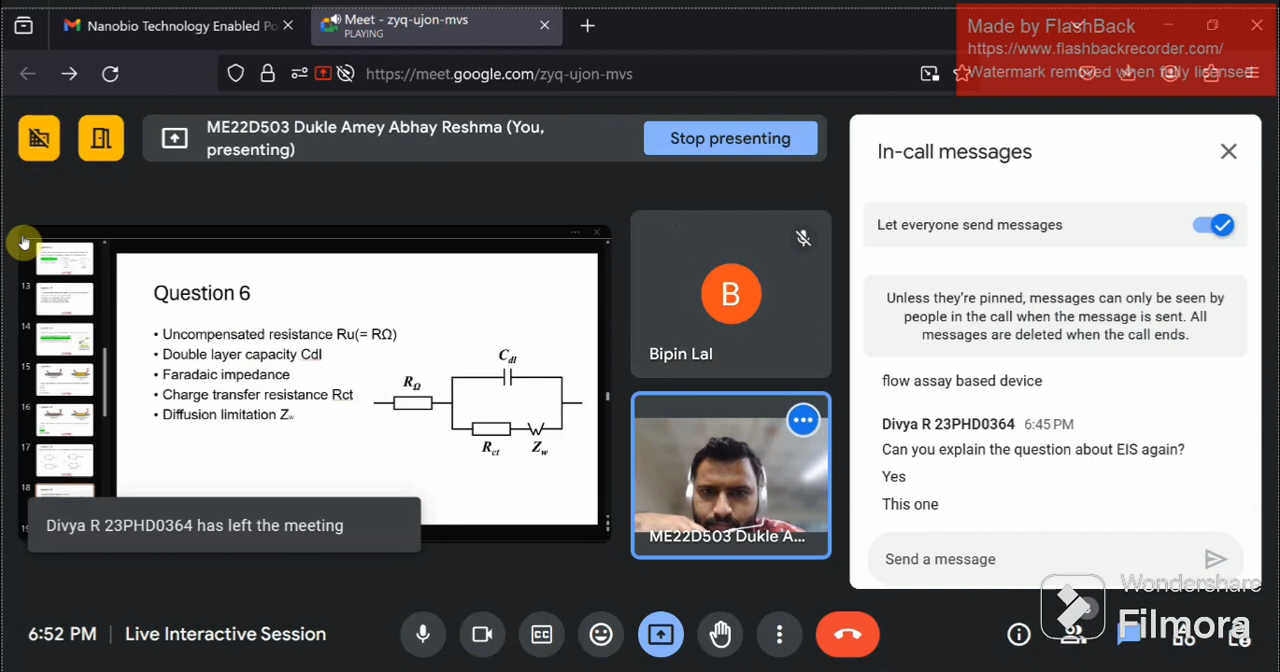 Nanobio Technology Enabled Po
Meet - zyq-ujon-mvs
PLAYING
Made by FlashBack
https://www.flashbackrecorder.com/
Watermark removed when fully licensed
https://meet.google.com/zyq-ujon-mvs
ME22D503 Dukle Amey Abhay Reshma (You,
presenting)
Stop presenting
In-call messages
Let everyone send messages
Unless they're pinned, messages can only be seen by
people in the call when the message is sent. All
messages are deleted when the call ends.
flow assay based device
Divya R 23PHD0364 6:45 PM
Can you explain the question about EIS again?
Yes
This one
Send a message
13
14
15
16
17
18
Question 6
• Uncompensated resistance Ru(= RΩ)
• Double layer capacity Cdl
• Faradaic impedance
• Charge transfer resistance Rct
• Diffusion limitation Zw
Cdl
RΩ
Rct
Zw
B
Bipin Lal
ME22D503 Dukle A...
Divya R 23PHD0364 has left the meeting
6:52 PM | Live Interactive Session
Wondershare
Filmora